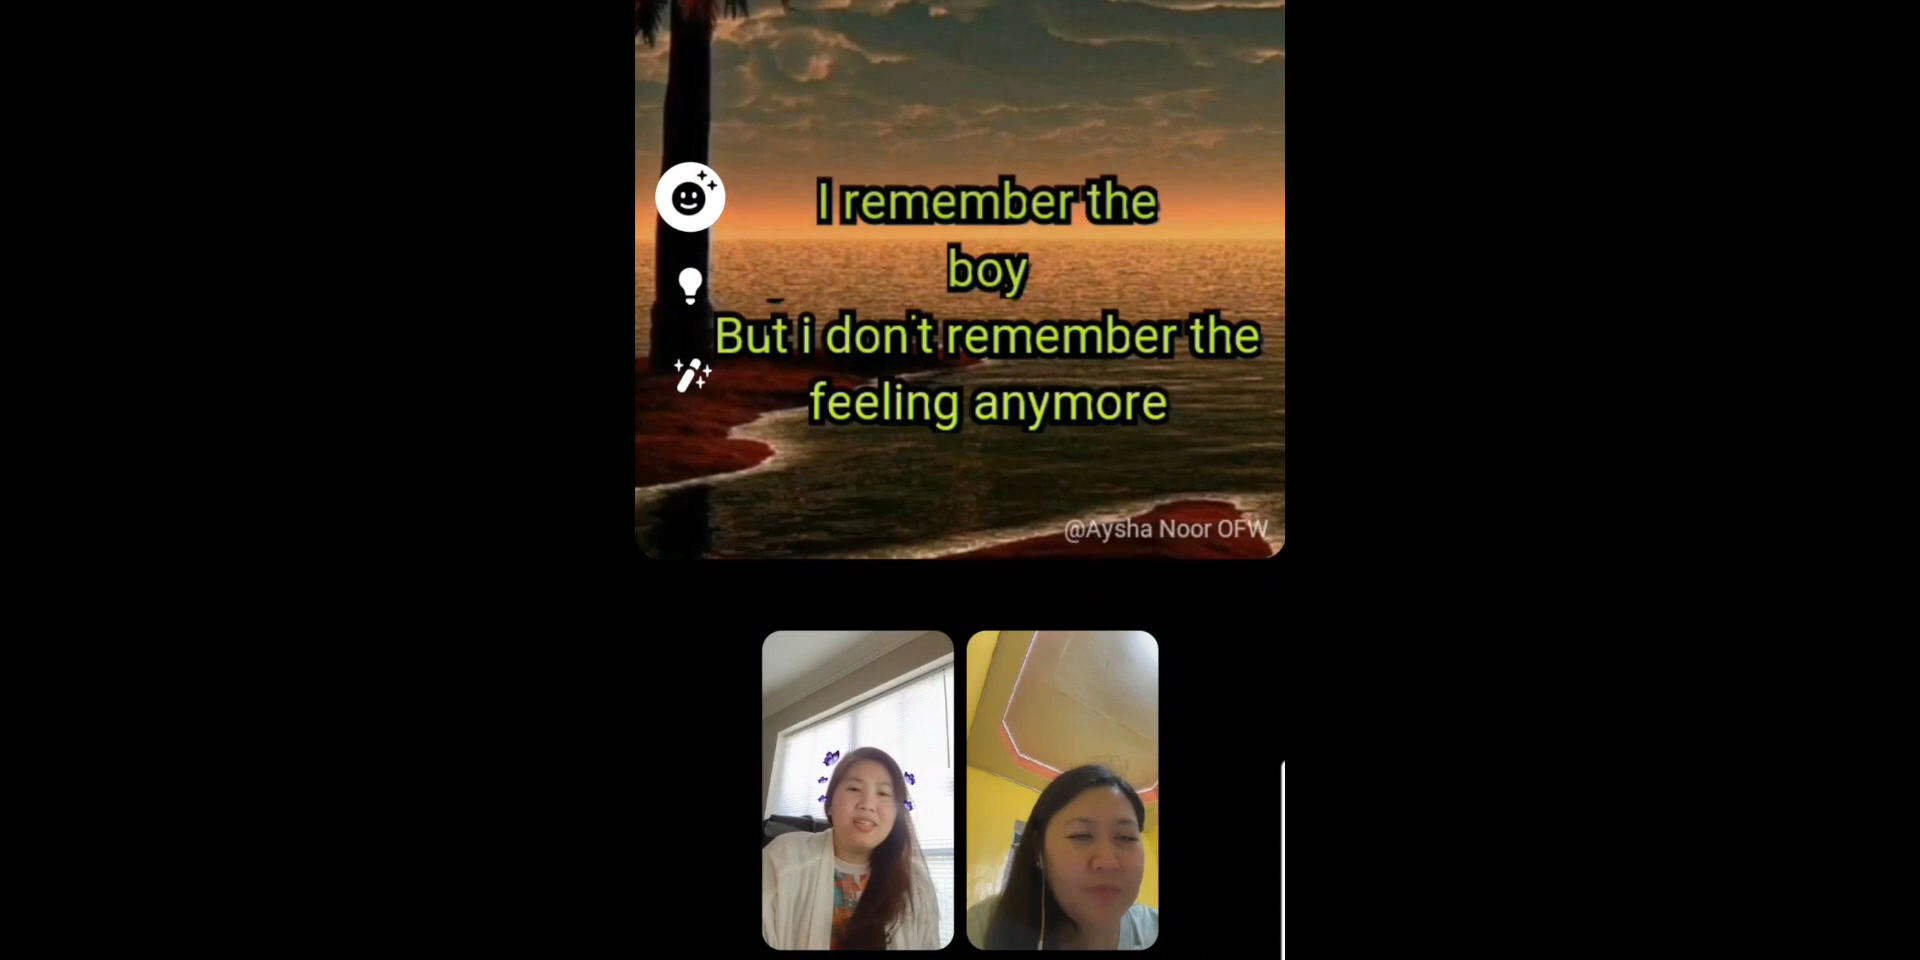 I remember the
boy
But i don't remember the
feeling anymore
@Aysha Noor OFW